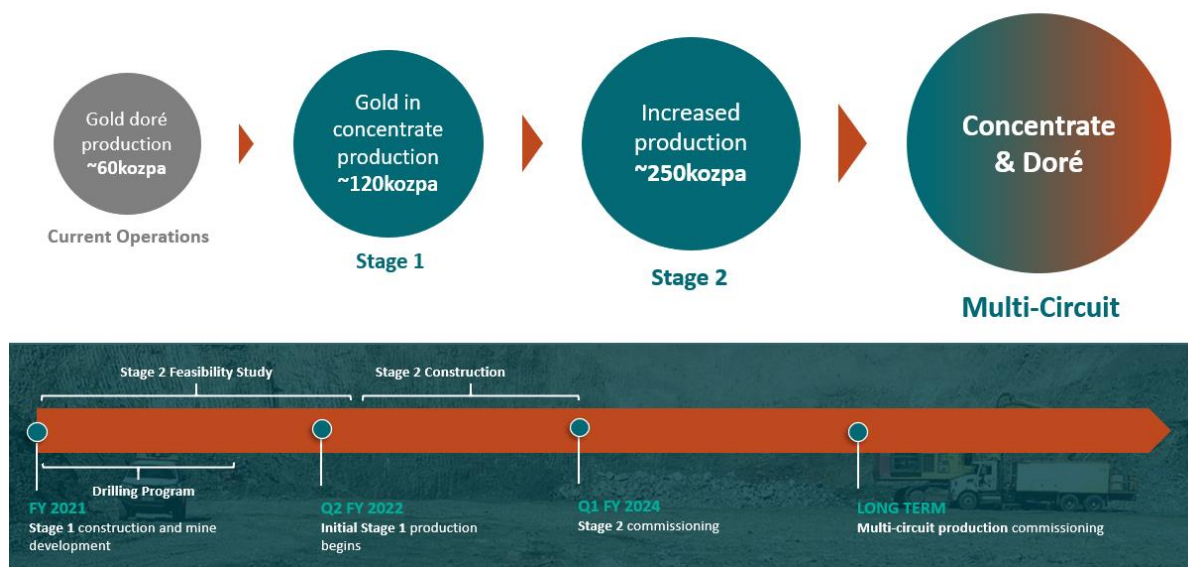 Gold doré
production
~60kozpa
Current Operations
Gold in
concentrate
production
~120kozpa
Stage 1
Increased
production
~250kozpa
Stage 2
Concentrate
& Doré
Multi-Circuit
Stage 2 Feasibility Study
Stage 2 Construction
Drilling Program
FY 2021
Stage 1 construction and mine
development
Q2 FY 2022
Initial Stage 1 production
begins
Q1 FY 2024
Stage 2 commissioning
LONG TERM
Multi-circuit production commissioning